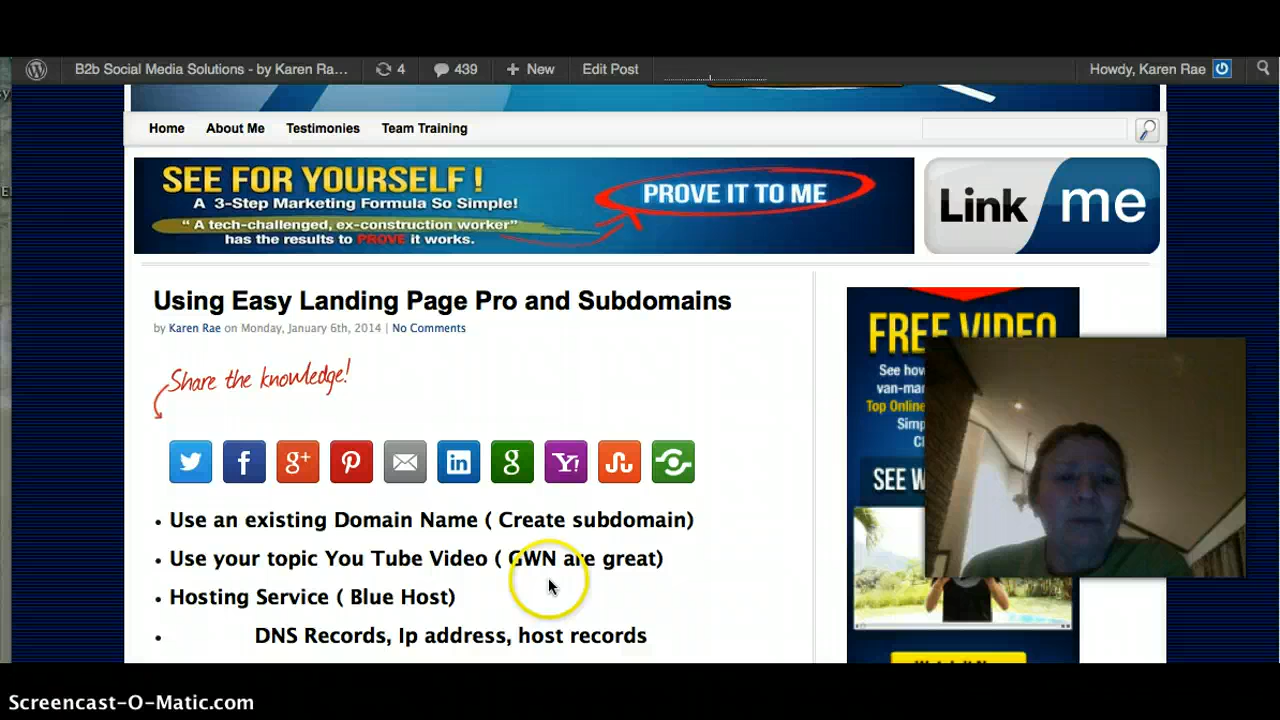 B2b Social Media Solutions - by Karen Ra… 4 439 + New Edit Post Howdy, Karen Rae
Home About Me Testimonies Team Training
SEE FOR YOURSELF !
A 3-Step Marketing Formula So Simple!
“ A tech-challenged, ex-construction worker”
has the results to PROVE it works.
PROVE IT TO ME
Link me
Using Easy Landing Page Pro and Subdomains
by Karen Rae on Monday, January 6th, 2014 | No Comments
Share the knowledge!
g+ in g Y!
• Use an existing Domain Name ( Create subdomain)
• Use your topic You Tube Video ( GWN are great)
• Hosting Service ( Blue Host)
• DNS Records, Ip address, host records
FREE VIDEO
See how
Top Online
SEE
Screencast-O-Matic.com